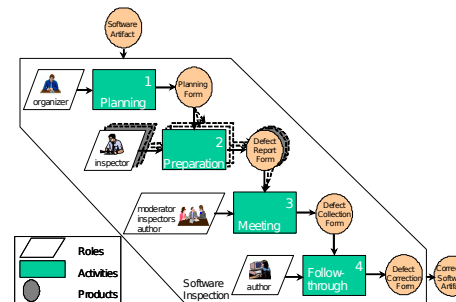 Software
Artifact
1
Planning
organizer
Planning
Form
2
Preparation
inspector
Defect
Report
Form
3
Meeting
moderator
inspectors
author
Defect
Collection
Form
4
Follow-
through
author
Defect
Correction
Form
Software
Inspection
Roles
Activities
Products